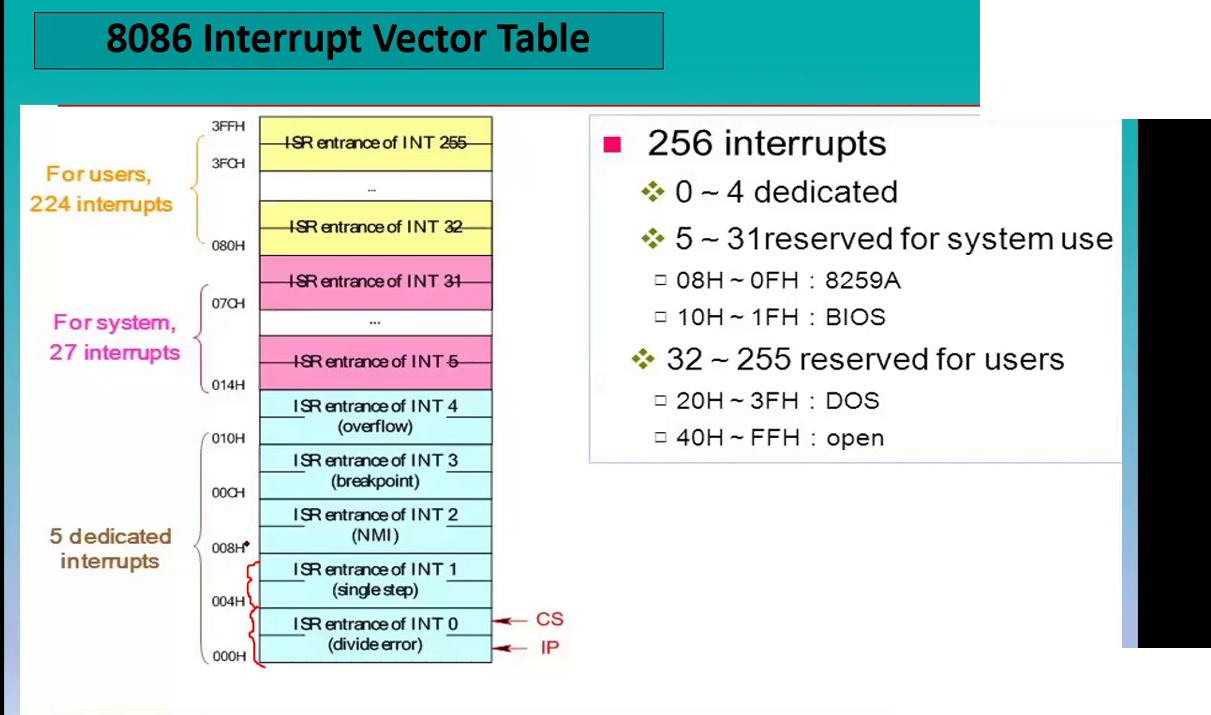 8086 Interrupt Vector Table
3FFH
ISR entrance of INT 255
3FCH
For users,
224 interrupts
...
ISR entrance of INT 32
080H
ISR entrance of INT 31
07CH
For system,
27 interrupts
...
ISR entrance of INT 5
014H
ISR entrance of INT 4
(overflow)
010H
ISR entrance of INT 3
(breakpoint)
00CH
ISR entrance of INT 2
(NMI)
5 dedicated
interrupts
008H
ISR entrance of INT 1
(single step)
004H
ISR entrance of INT 0
(divide error)
000H
CS
IP
256 interrupts
0 ~ 4 dedicated
5 ~ 31reserved for system use
08H ~ 0FH : 8259A
10H ~ 1FH : BIOS
32 ~ 255 reserved for users
20H ~ 3FH : DOS
40H ~ FFH : open